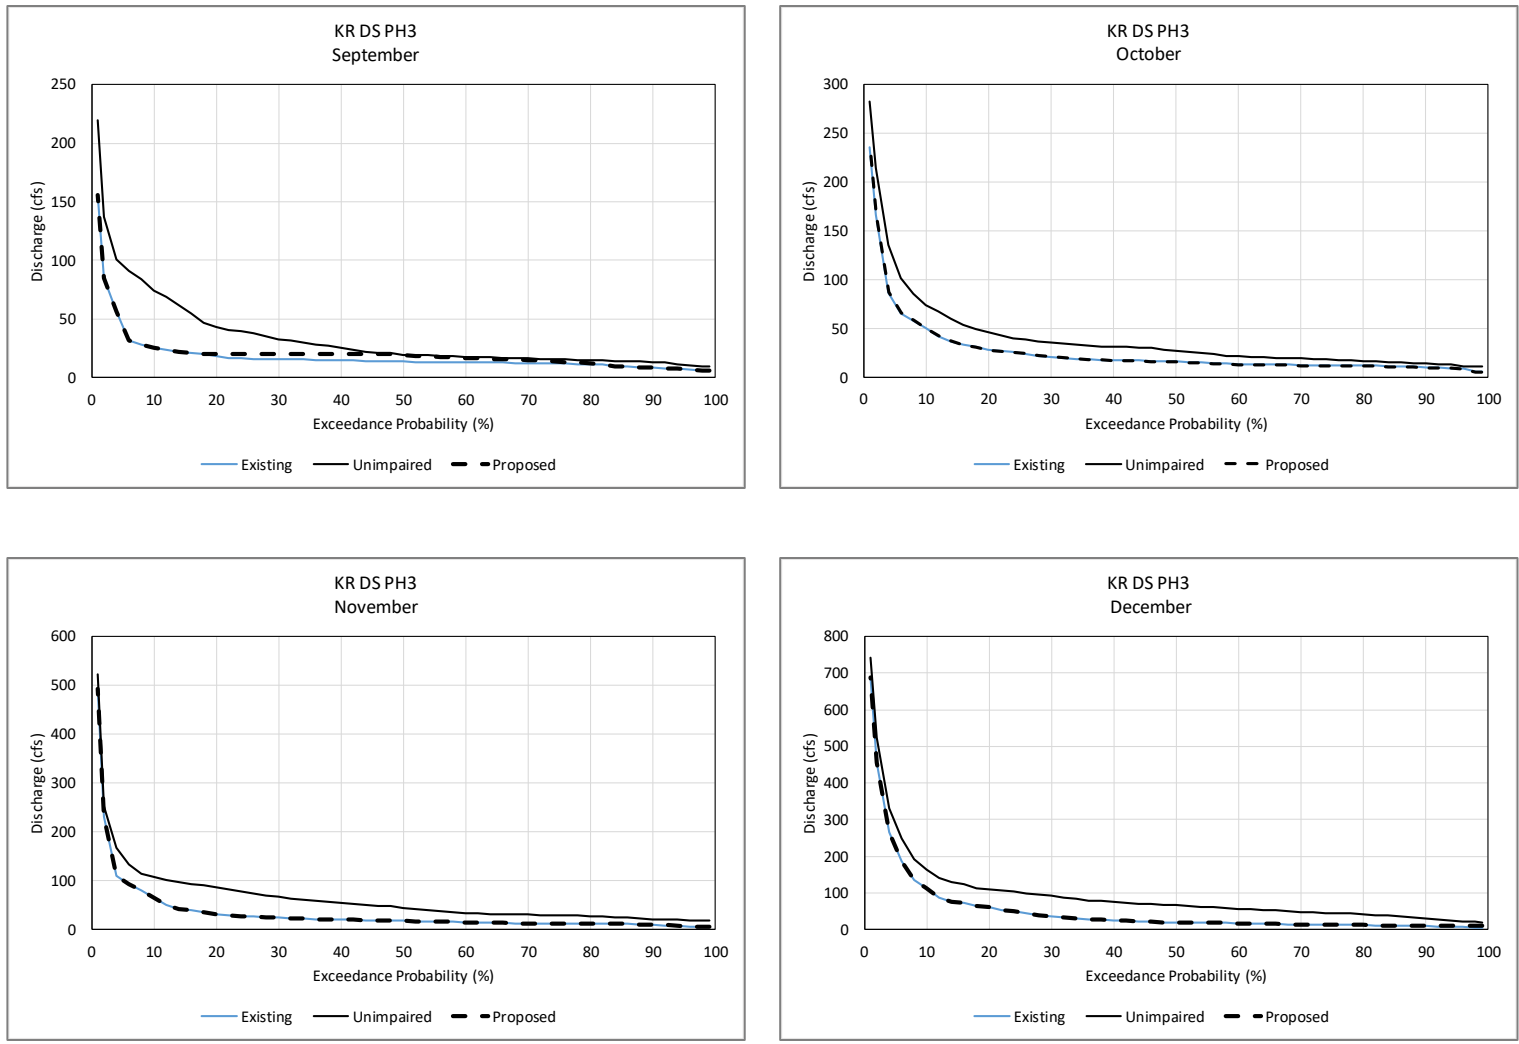 KR DS PH3
September
250
200
150
100
50
0
Discharge (cfs)
0 10 20 30 40 50 60 70 80 90 100
Exceedance Probability (%)
Existing Unimpaired Proposed
KR DS PH3
October
300
250
200
150
100
50
0
Discharge (cfs)
0 10 20 30 40 50 60 70 80 90 100
Exceedance Probability (%)
Existing Unimpaired Proposed
KR DS PH3
November
600
500
400
300
200
100
0
Discharge (cfs)
0 10 20 30 40 50 60 70 80 90 100
Exceedance Probability (%)
Existing Unimpaired Proposed
KR DS PH3
December
800
700
600
500
400
300
200
100
0
Discharge (cfs)
0 10 20 30 40 50 60 70 80 90 100
Exceedance Probability (%)
Existing Unimpaired Proposed